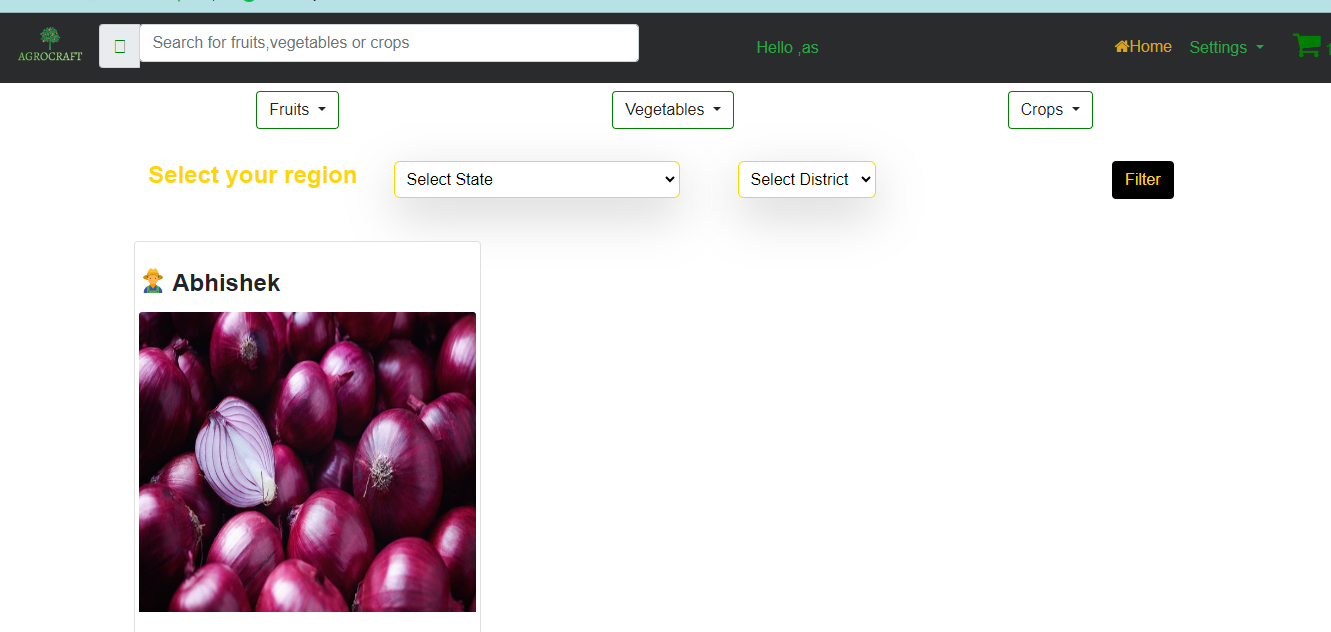 AGROCRAFT
Search for fruits,vegetables or crops
Hello ,as
Home
Settings
Fruits
Vegetables
Crops
Select your region
Select State
Select District
Filter
Abhishek